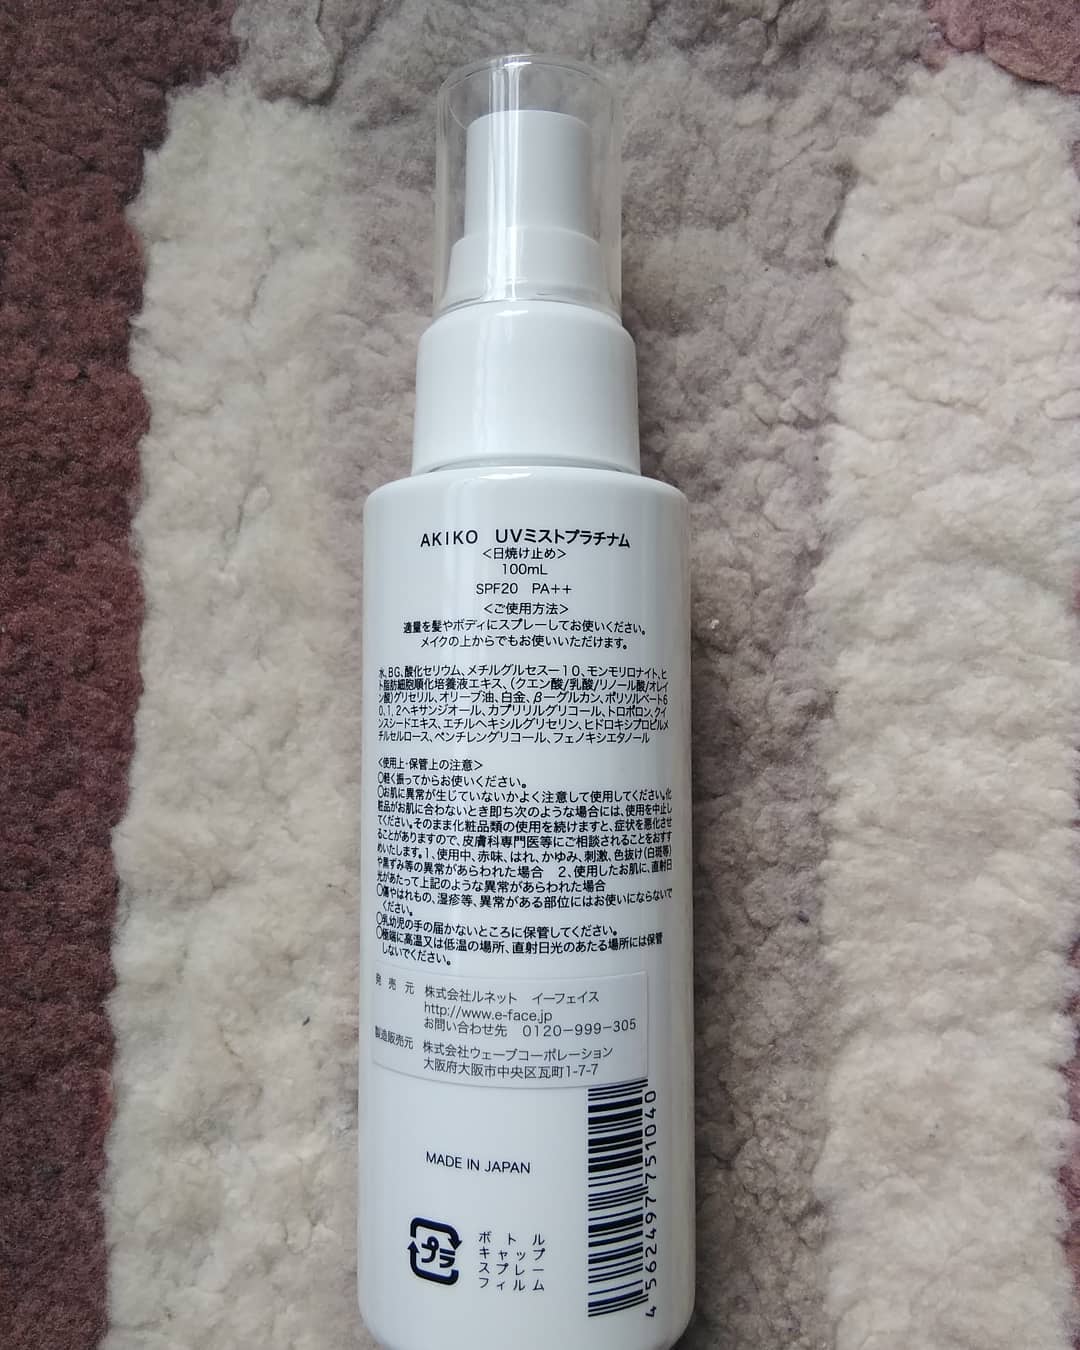 AKIKO UVミストプラチナム
＜日焼け止め＞
100mL
SPF20 PA++
＜ご使用方法＞
適量を髪やボディにスプレーしてお使いください。
メイクの上からでもお使いいただけます。
水、BG、酸化セリウム、メチルグルセスー10、モンモリロナイト、ヒ
ト脂肪細胞順化培養液エキス、(クエン酸/乳酸/リノール酸/オレイ
ン酸)グリセリル、オリーブ油、白金、βーグルカン、ポリソルベート6
0、1,2ヘキサンジオール、カプリリルグリコール、トロポロン、クイ
ンスシードエキス、エチルヘキシルグリセリン、ヒドロキシプロピルメ
チルセルロース、ペンチレングリコール、フェノキシエタノール
＜使用上・保管上の注意＞
○軽く振ってからお使いください。
○お肌に異常が生じていないかよく注意して使用してください。化
粧品がお肌に合わないとき即ち次のような場合には、使用を中止し
てください。そのまま化粧品類の使用を続けますと、症状を悪化させ
ることがありますので、皮膚科専門医等にご相談されることをおすす
めいたします。1、使用中、赤味、はれ、かゆみ、刺激、色抜け(白斑等)
や黒ずみ等の異常があらわれた場合 2、使用したお肌に、直射日
光があたって上記のような異常があらわれた場合
○傷やはれもの、湿疹等、異常がある部位にはお使いにならないで
ください。
○乳幼児の手の届かないところに保管してください。
○極端に高温又は低温の場所、直射日光のあたる場所には保管
しないでください。
発売元 株式会社ルネット イーフェイス
http://www.e-face.jp
お問い合わせ先 0120-999-305
製造販売元 株式会社ウェーブコーポレーション
大阪府大阪市中央区瓦町1-7-7
MADE IN JAPAN
4562497751040
プラ
ボトル
キャップ
スプレー
フィルム